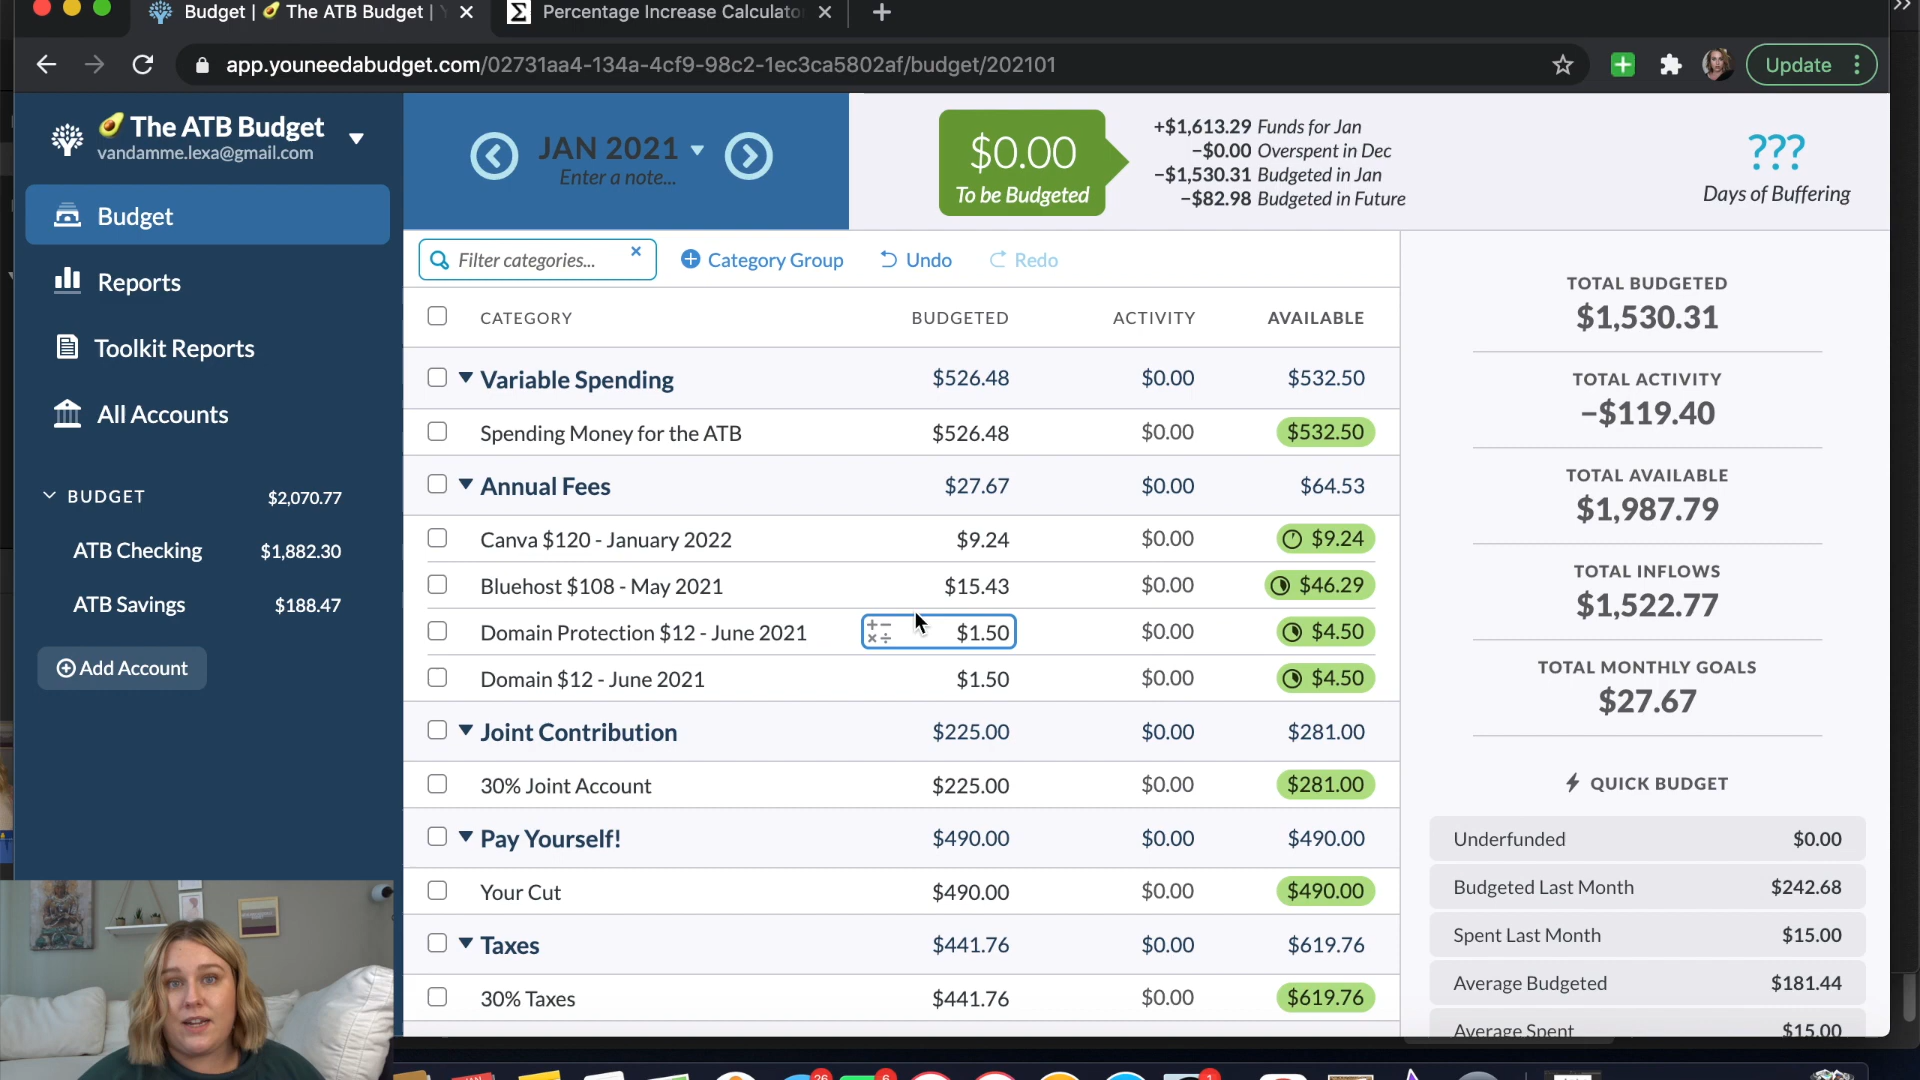 Budget | 🥑 The ATB Budget | Y
Percentage Increase Calculato
app.youneedabudget.com/02731aa4-134a-4cf9-98c2-1ec3ca5802af/budget/202101
Update
🥑 The ATB Budget
vandamme.lexa@gmail.com
Budget
Reports
Toolkit Reports
All Accounts
BUDGET $2,070.77
ATB Checking $1,882.30
ATB Savings $188.47
Add Account
JAN 2021
Enter a note...
$0.00
To be Budgeted
+$1,613.29 Funds for Jan
−$0.00 Overspent in Dec
−$1,530.31 Budgeted in Jan
−$82.98 Budgeted in Future
???
Days of Buffering
Filter categories...
Category Group
Undo
Redo
CATEGORY BUDGETED ACTIVITY AVAILABLE
Variable Spending $526.48 $0.00 $532.50
Spending Money for the ATB $526.48 $0.00 $532.50
Annual Fees $27.67 $0.00 $64.53
Canva $120 - January 2022 $9.24 $0.00 $9.24
Bluehost $108 - May 2021 $15.43 $0.00 $46.29
Domain Protection $12 - June 2021 $1.50 $0.00 $4.50
Domain $12 - June 2021 $1.50 $0.00 $4.50
Joint Contribution $225.00 $0.00 $281.00
30% Joint Account $225.00 $0.00 $281.00
Pay Yourself! $490.00 $0.00 $490.00
Your Cut $490.00 $0.00 $490.00
Taxes $441.76 $0.00 $619.76
30% Taxes $441.76 $0.00 $619.76
TOTAL BUDGETED
$1,530.31
TOTAL ACTIVITY
−$119.40
TOTAL AVAILABLE
$1,987.79
TOTAL INFLOWS
$1,522.77
TOTAL MONTHLY GOALS
$27.67
QUICK BUDGET
Underfunded $0.00
Budgeted Last Month $242.68
Spent Last Month $15.00
Average Budgeted $181.44
Average Spent $15.00
26
6
1